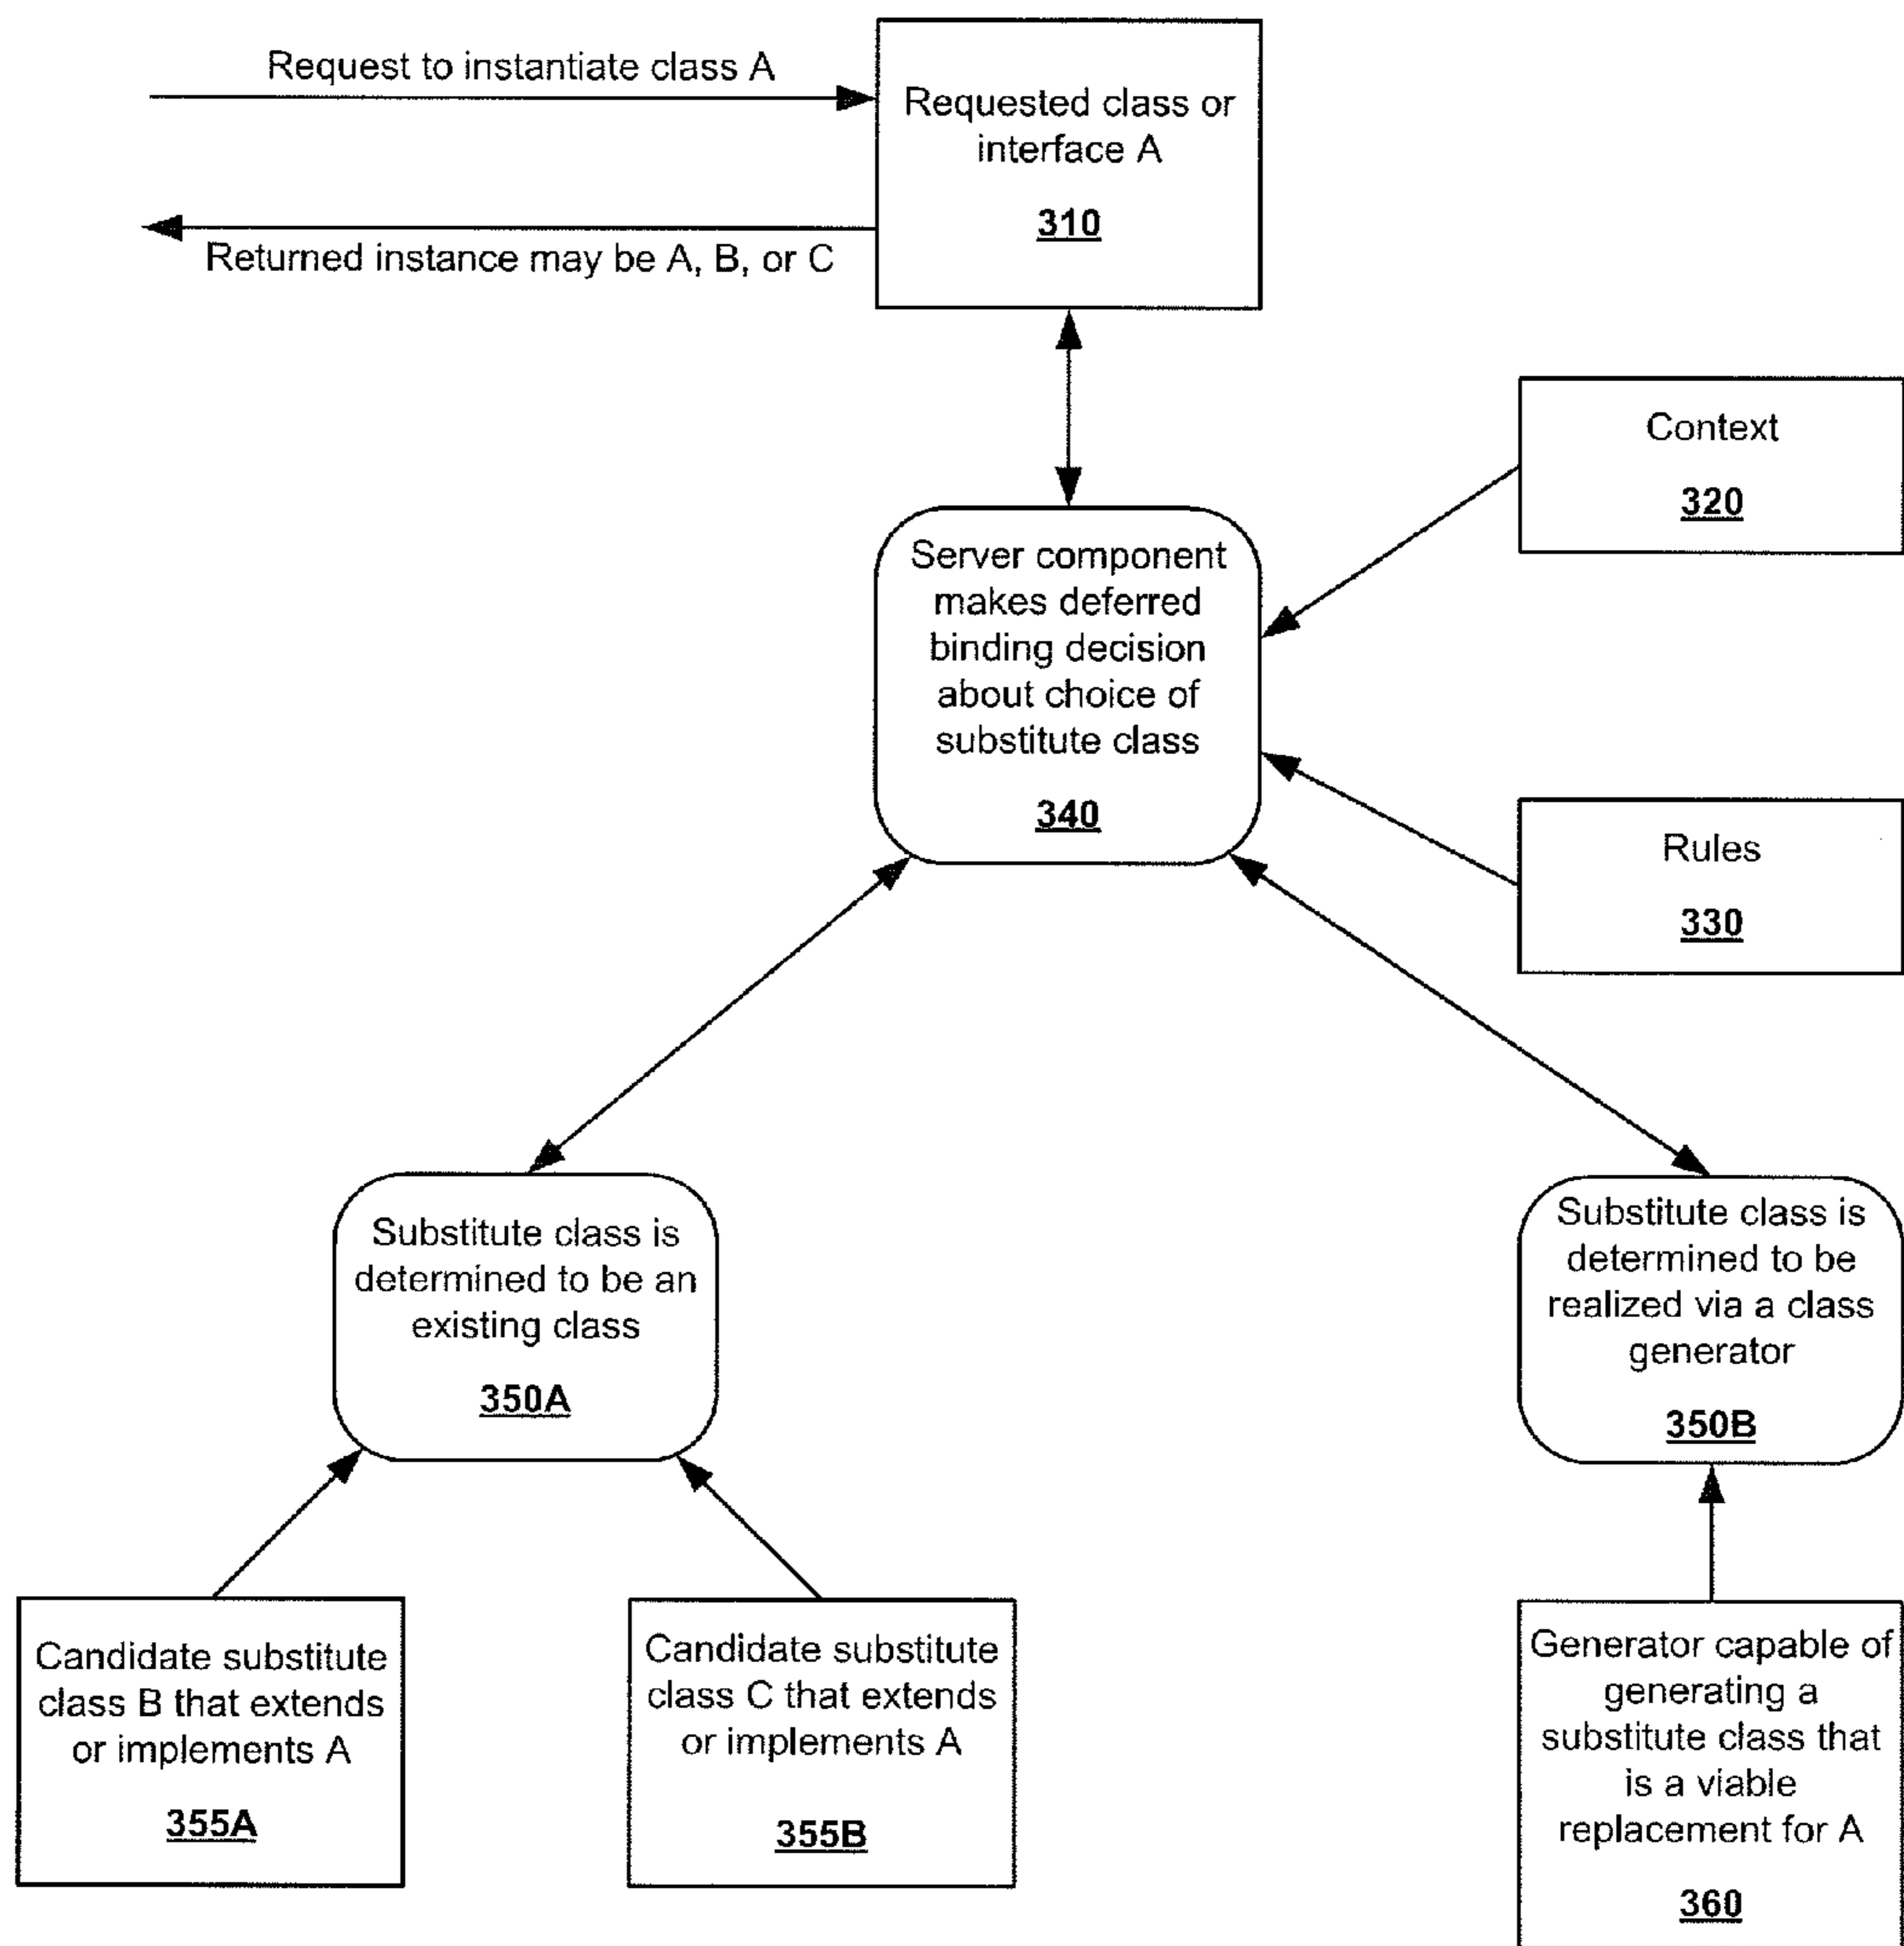 Request to instantiate class A
Returned instance may be A, B, or C
Requested class or
interface A
310
Context
320
Server component
makes deferred
binding decision
about choice of
substitute class
340
Rules
330
Substitute class is
determined to be an
existing class
350A
Substitute class is
determined to be
realized via a class
generator
350B
Candidate substitute
class B that extends
or implements A
355A
Candidate substitute
class C that extends
or implements A
355B
Generator capable of
generating a
substitute class that
is a viable
replacement for A
360